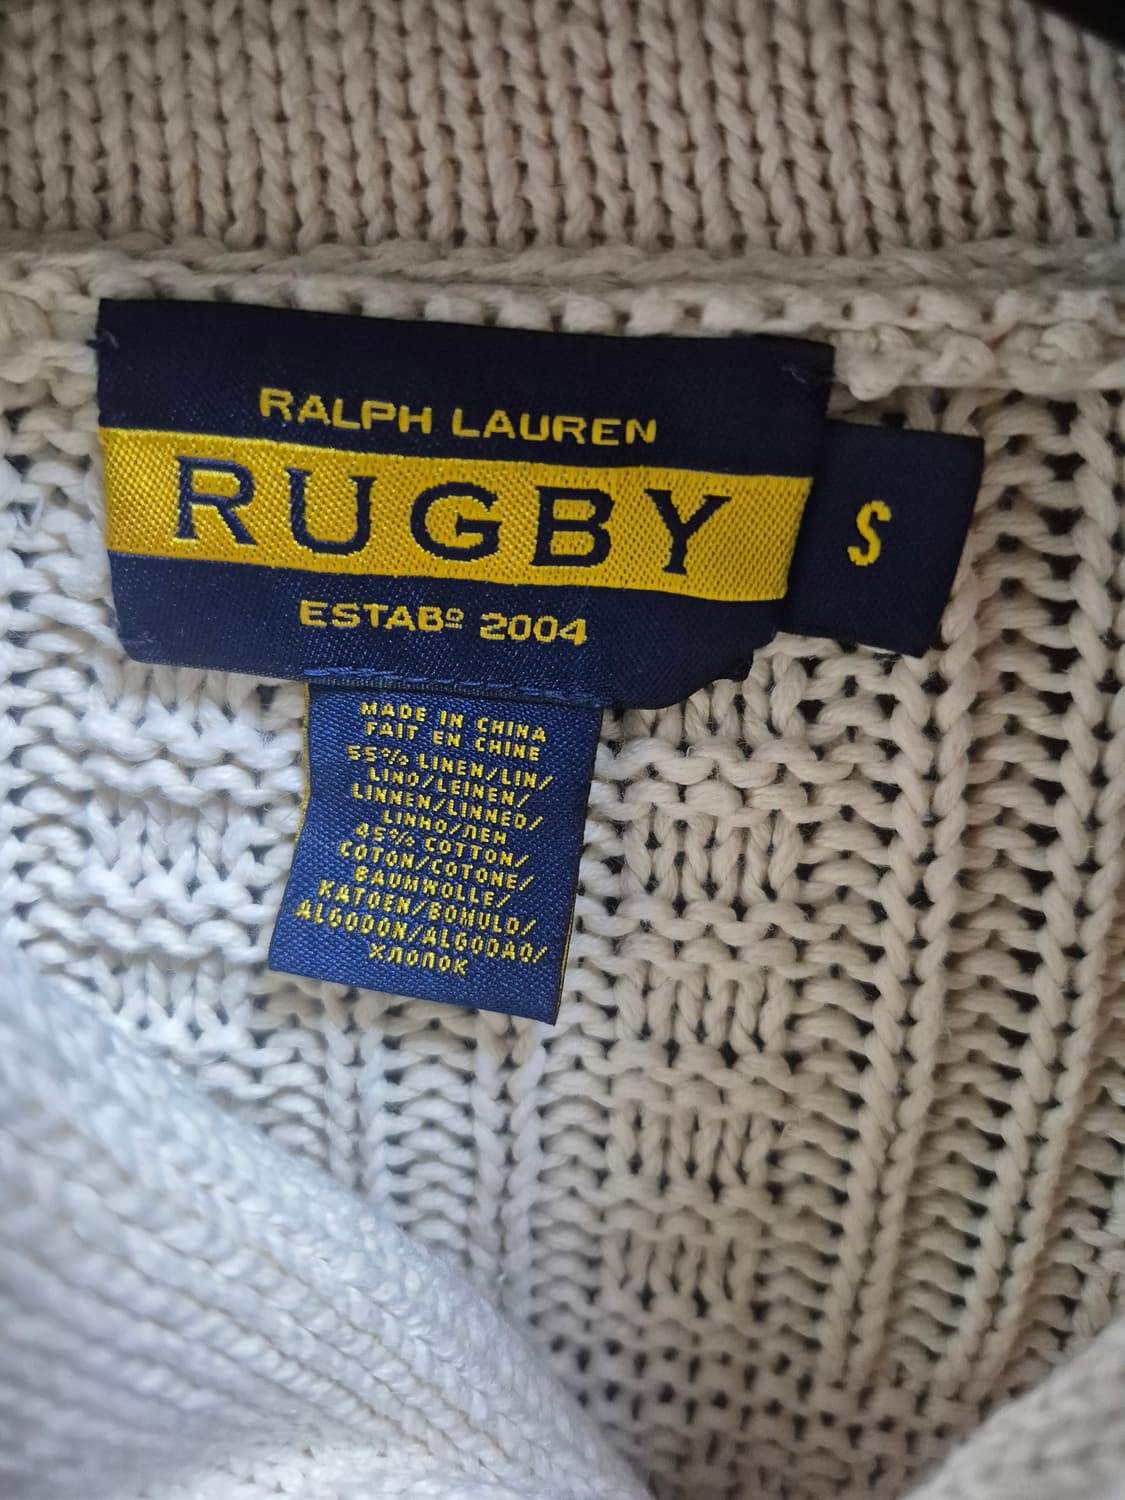 RALPH LAUREN
RUGBY
ESTABº 2004
S
MADE IN CHINA
FAIT EN CHINE
55% LINEN/LIN/
LINO/LEINEN/
LINNEN/LINNED/
LINHO/ЛЕН
45% COTTON/
COTON/COTONE/
BAUMWOLLE/
KATOEN/BOMULD/
ALGODON/ALGODAO/
ХЛОПОК